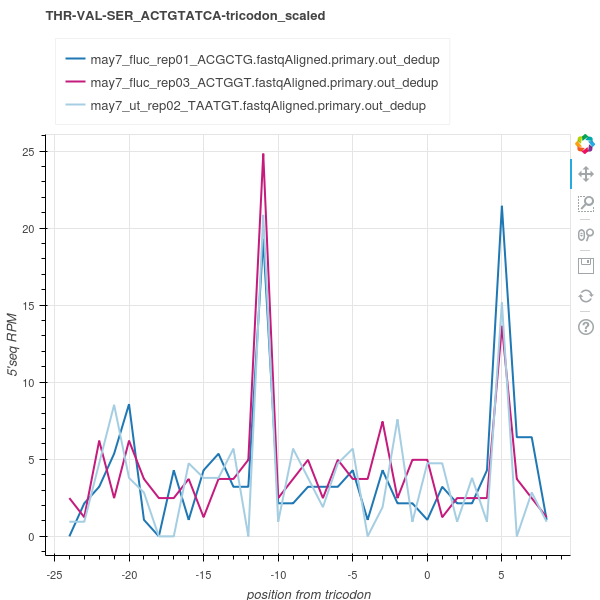 THR-VAL-SER_ACTGTATCA-tricodon_scaled
may7_fluc_rep01_ACGCTG.fastqAligned.primary.out_dedup
may7_fluc_rep03_ACTGGT.fastqAligned.primary.out_dedup
may7_ut_rep02_TAATGT.fastqAligned.primary.out_dedup
25
20
15
10
5
0
5'seq RPM
-25 -20 -15 -10 -5 0 5
position from tricodon